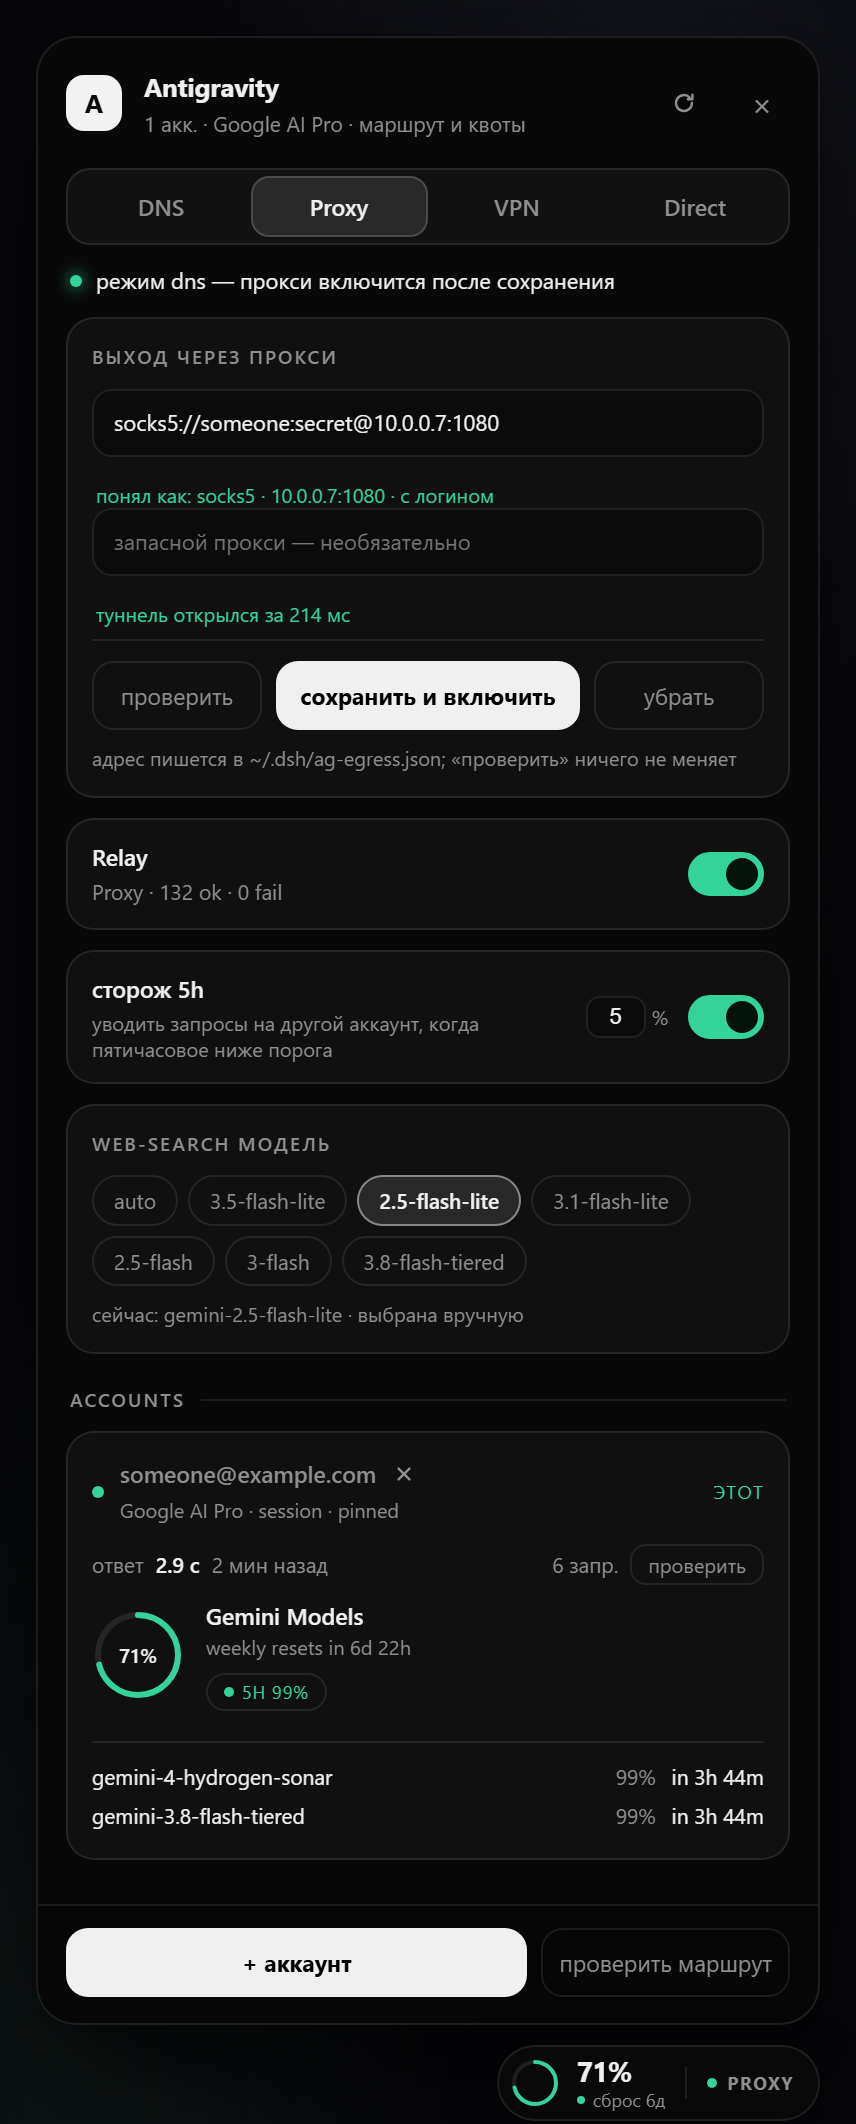 A
Antigravity
1 акк. · Google AI Pro · маршрут и квоты
DNS
Proxy
VPN
Direct
режим dns — прокси включится после сохранения
ВЫХОД ЧЕРЕЗ ПРОКСИ
socks5://someone:secret@10.0.0.7:1080
понял как: socks5 · 10.0.0.7:1080 · с логином
запасной прокси — необязательно
туннель открылся за 214 мс
проверить
сохранить и включить
убрать
адрес пишется в ~/.dsh/ag-egress.json; «проверить» ничего не меняет
Relay
Proxy · 132 ok · 0 fail
сторож 5h
уводить запросы на другой аккаунт, когда
пятичасовое ниже порога
5 %
WEB-SEARCH МОДЕЛЬ
auto
3.5-flash-lite
2.5-flash-lite
3.1-flash-lite
2.5-flash
3-flash
3.8-flash-tiered
сейчас: gemini-2.5-flash-lite · выбрана вручную
ACCOUNTS
someone@example.com ✕
Google AI Pro · session · pinned
ЭТОТ
ответ 2.9 с 2 мин назад
6 запр.
проверить
71%
Gemini Models
weekly resets in 6d 22h
5H 99%
gemini-4-hydrogen-sonar 99% in 3h 44m
gemini-3.8-flash-tiered 99% in 3h 44m
+ аккаунт
проверить маршрут
71%
сброс 6д
PROXY